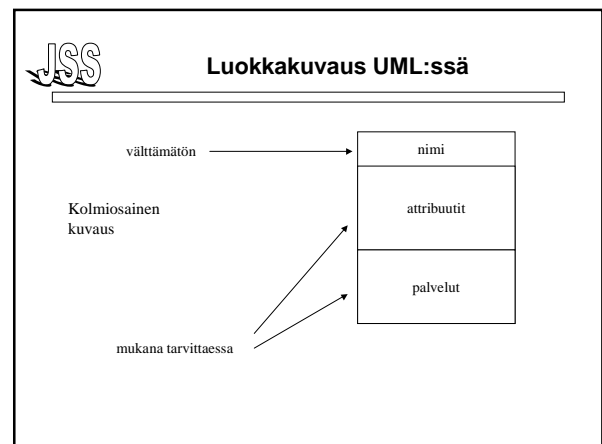 JSS
Luokkakuvaus UML:ssä
välttämätön
nimi
Kolmiosainen
kuvaus
attribuutit
palvelut
mukana tarvittaessa